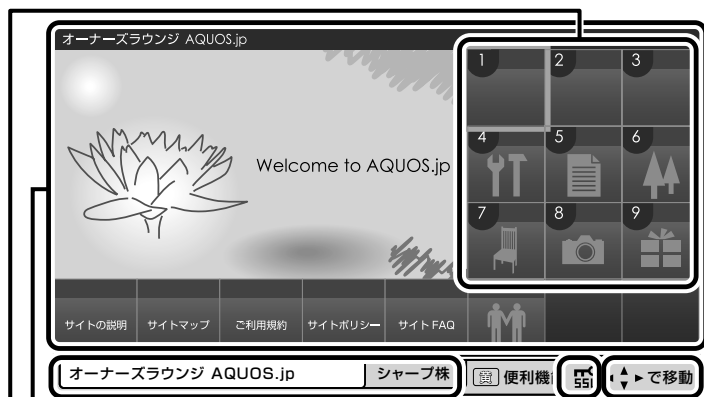 オーナーズラウンジ AQUOS.jp
1 2 3
Welcome to AQUOS.jp
4 5 6
7 8 9
サイトの説明 サイトマップ ご利用規約 サイトポリシー サイト FAQ
オーナーズラウンジ AQUOS.jp シャープ株 黄 便利機 SSL で移動